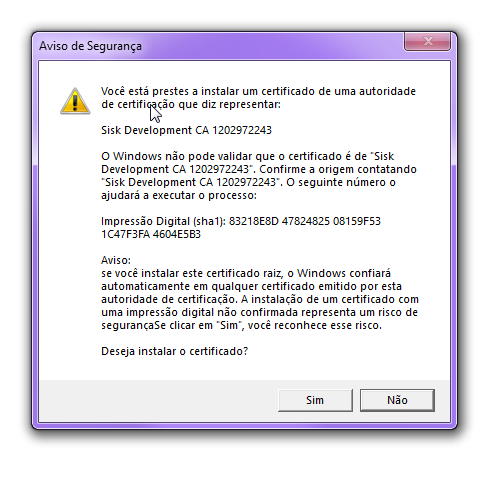 Aviso de Segurança
Você está prestes a instalar um certificado de uma autoridade
de certificação que diz representar:
Sisk Development CA 1202972243
O Windows não pode validar que o certificado é de "Sisk
Development CA 1202972243". Confirme a origem contatando
"Sisk Development CA 1202972243". O seguinte número o
ajudará a executar o processo:
Impressão Digital (sha1): 83218E8D 47824825 08159F53
1C47F3FA 4604E5B3
Aviso:
se você instalar este certificado raiz, o Windows confiará
automaticamente em qualquer certificado emitido por esta
autoridade de certificação. A instalação de um certificado com
uma impressão digital não confirmada representa um risco de
segurançaSe clicar em "Sim", você reconhece esse risco.
Deseja instalar o certificado?
Sim
Não